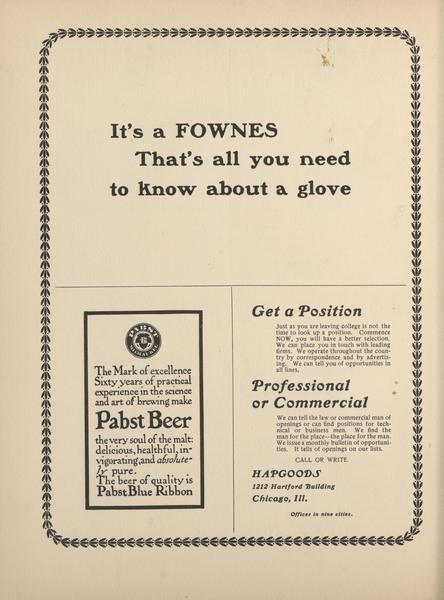 It's a FOWNES
That's all you need
to know about a glove
PABST
MILWAUKEE
The Mark of excellence
Sixty years of practical
experience in the science
and art of brewing make
Pabst Beer
the very soul of the malt:
delicious, healthful, in-
vigorating, and absolute-
ly pure.
The beer of quality is
Pabst Blue Ribbon
Get a Position
Just as you are leaving college is not the
time to look up a position. Commence
NOW, you will have a better selection.
We can place you in touch with leading
firms. We operate throughout the coun-
try by correspondence and by advertis-
ing. We can tell you of opportunities in
all lines.
Professional
or Commercial
We can tell the law or commercial man of
openings or can find positions for tech-
nical or business men. We find the
man for the place—the place for the man.
We issue a monthly bulletin of opportuni-
ties. It tells of openings on our lists.
CALL OR WRITE.
HAPGOODS
1212 Hartford Building
Chicago, Ill.
Offices in nine cities.